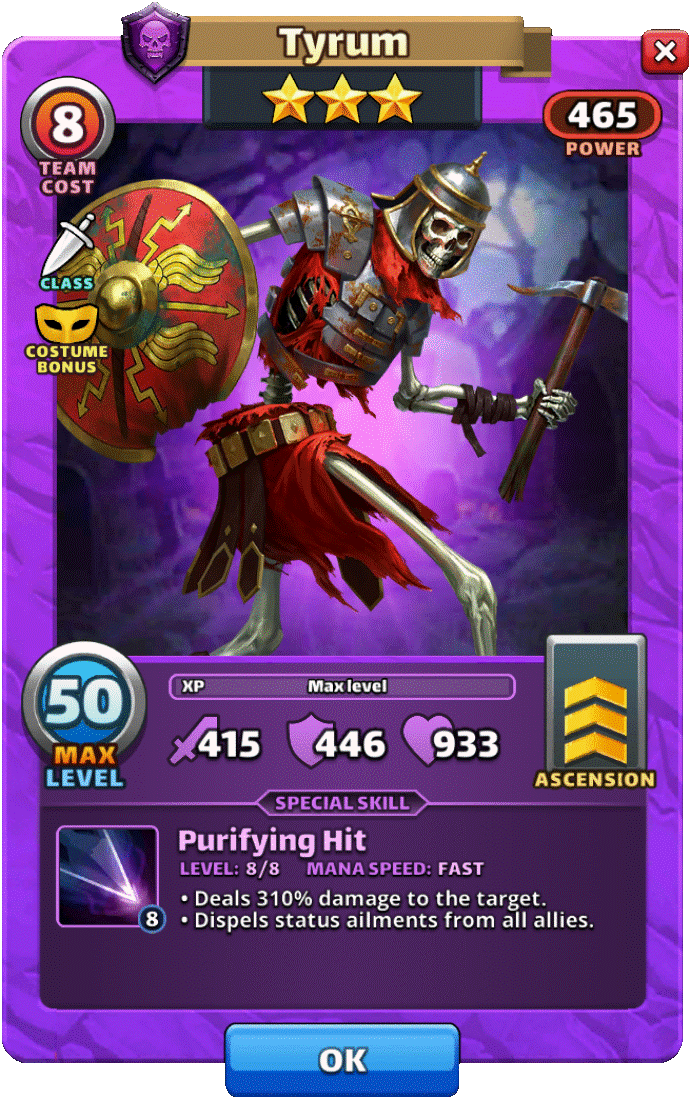 Tyrum
8
TEAM
COST
465
POWER
CLASS
COSTUME
BONUS
50
MAX
LEVEL
XP
Max level
415
446
933
ASCENSION
SPECIAL SKILL
Purifying Hit
LEVEL: 8/8 MANA SPEED: FAST
• Deals 310% damage to the target.
• Dispels status ailments from all allies.
8
OK